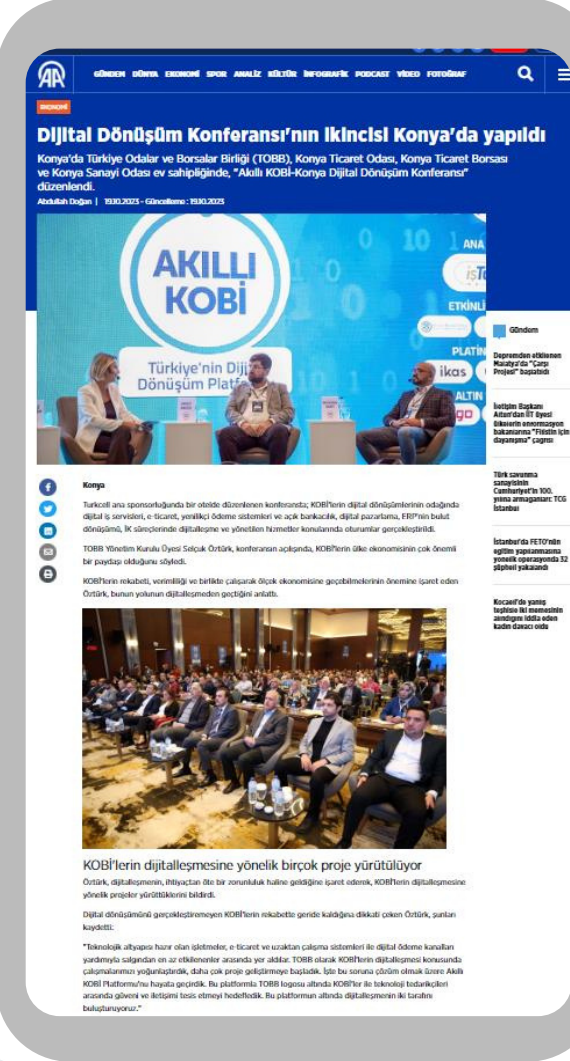 AA
GÜNDEM DÜNYA EKONOMİ SPOR ANALİZ KÜLTÜR İNFOGRAFİK PODCAST VİDEO FOTOĞRAF
EKONOMİ
Dijital Dönüşüm Konferansı'nın ikincisi Konya'da yapıldı
Konya'da Türkiye Odalar ve Borsalar Birliği (TOBB), Konya Ticaret Odası, Konya Ticaret Borsası
ve Konya Sanayi Odası ev sahipliğinde, "Akıllı KOBİ-Konya Dijital Dönüşüm Konferansı"
düzenlendi.
Abdullah Doğan | 19.10.2023 - Güncelleme : 19.10.2023
AKILLI
KOBİ
Türkiye'nin Diji
Dönüşüm Platfo
ANA
işT
ETKİNLİ
PLATİN
ikas
ALTIN
go
Gündem
Depremden etkilenen
Malatya'da "Çarşı
Projesi" başlatıldı
İletişim Başkanı
Altun'dan İİT üyesi
ülkelerin enformasyon
bakanlarına "Filistin için
dayanışma" çağrısı
Türk savunma
sanayisinin
Cumhuriyet'in 100.
yılına armağanları: TCG
İstanbul
İstanbul'da FETÖ'nün
eğitim yapılanmasına
yönelik operasyonda 32
şüpheli yakalandı
Kocaeli'de yanlış
teşhisle iki memesinin
alındığını iddia eden
kadın davacı oldu
Konya
Turkcell ana sponsorluğunda bir otelde düzenlenen konferansta; KOBİ'lerin dijital dönüşümlerinin odağında
dijital iş servisleri, e-ticaret, yenilikçi ödeme sistemleri ve açık bankacılık, dijital pazarlama, ERP'nin bulut
dönüşümü, İK süreçlerinde dijitalleşme ve yönetilen hizmetler konularında oturumlar gerçekleştirildi.
TOBB Yönetim Kurulu Üyesi Selçuk Öztürk, konferansın açılışında, KOBİ'lerin ülke ekonomisinin çok önemli
bir paydaşı olduğunu söyledi.
KOBİ'lerin rekabeti, verimliliği ve birlikte çalışarak ölçek ekonomisine geçebilmelerinin önemine işaret eden
Öztürk, bunun yolunun dijitalleşmeden geçtiğini anlattı.
KOBİ'lerin dijitalleşmesine yönelik birçok proje yürütülüyor
Öztürk, dijitalleşmenin, ihtiyaçtan öte bir zorunluluk haline geldiğine işaret ederek, KOBİ'lerin dijitalleşmesine
yönelik projeler yürüttüklerini bildirdi.
Dijital dönüşümünü gerçekleştiremeyen KOBİ'lerin rekabette geride kaldığına dikkati çeken Öztürk, şunları
kaydetti:
"Teknolojik altyapısı hazır olan işletmeler, e-ticaret ve uzaktan çalışma sistemleri ile dijital ödeme kanalları
yardımıyla salgından en az etkilenenler arasında yer aldılar. TOBB olarak KOBİ'lerin dijitalleşmesi konusunda
çalışmalarımızı yoğunlaştırdık, daha çok proje geliştirmeye başladık. İşte bu soruna çözüm olmak üzere Akıllı
KOBİ Platformu'nu hayata geçirdik. Bu platformla TOBB logosu altında KOBİ'ler ile teknoloji tedarikçileri
arasında güveni ve iletişimi tesis etmeyi hedefledik. Bu platformun altında dijitalleşmenin iki tarafını
buluşturuyoruz."